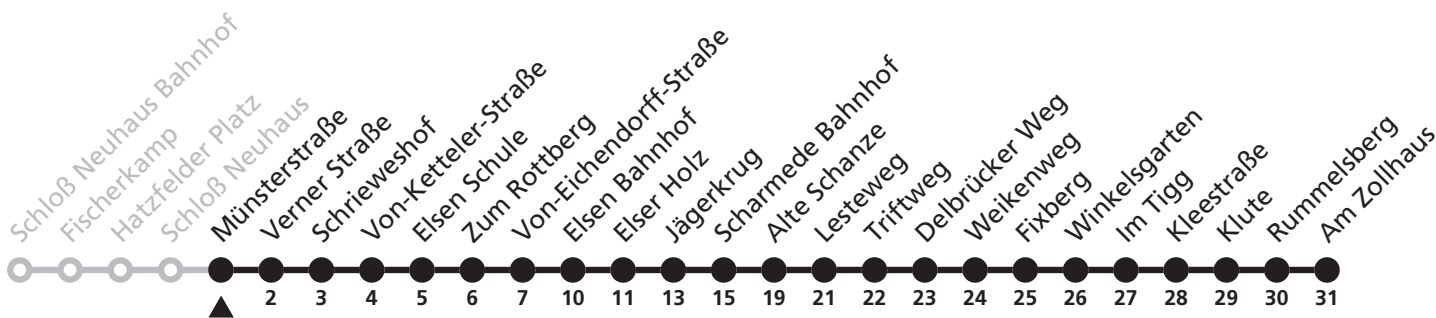 Schloß Neuhaus Bahnhof
Fischerkamp
Hatzfelder Platz
Schloß Neuhaus
Münsterstraße
Verner Straße
Schrieweshof
Von-Ketteler-Straße
Elsen Schule
Zum Rottberg
Von-Eichendorff-Straße
Elsen Bahnhof
Elser Holz
Jägerkrug
Scharmede Bahnhof
Alte Schanze
Lesteweg
Triftweg
Delbrücker Weg
Weikenweg
Fixberg
Winkelsgarten
Im Tigg
Kleestraße
Klute
Rummelsberg
Am Zollhaus
2 3 4 5 6 7 10 11 13 15 19 21 22 23 24 25 26 27 28 29 30 31